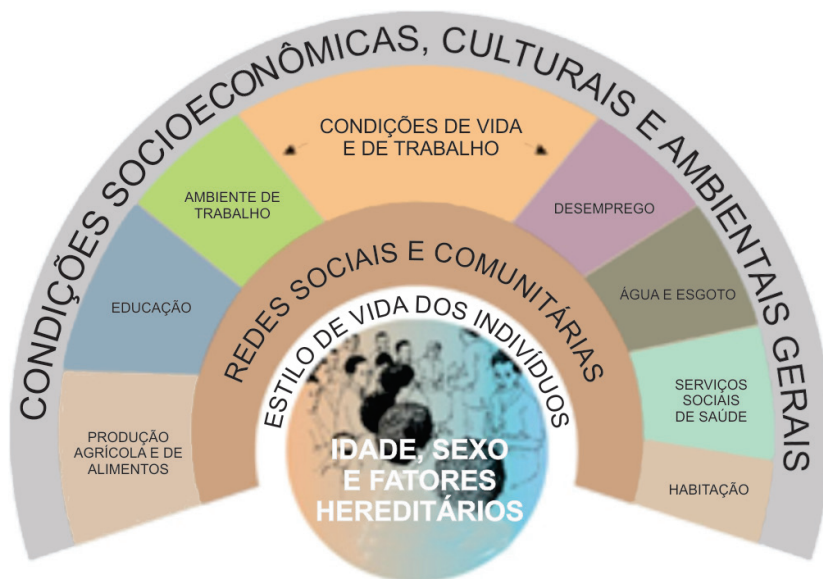 CONDIÇÕES SOCIOECONÔMICAS, CULTURAIS E AMBIENTAIS GERAIS
CONDIÇÕES DE VIDA
E DE TRABALHO
AMBIENTE DE
TRABALHO
DESEMPREGO
EDUCAÇÃO
ÁGUA E ESGOTO
PRODUÇÃO
AGRÍCOLA E DE
ALIMENTOS
SERVIÇOS
SOCIAIS
DE SAÚDE
HABITAÇÃO
REDES SOCIAIS E COMUNITÁRIAS
ESTILO DE VIDA DOS INDIVÍDUOS
IDADE, SEXO
E FATORES
HEREDITÁRIOS